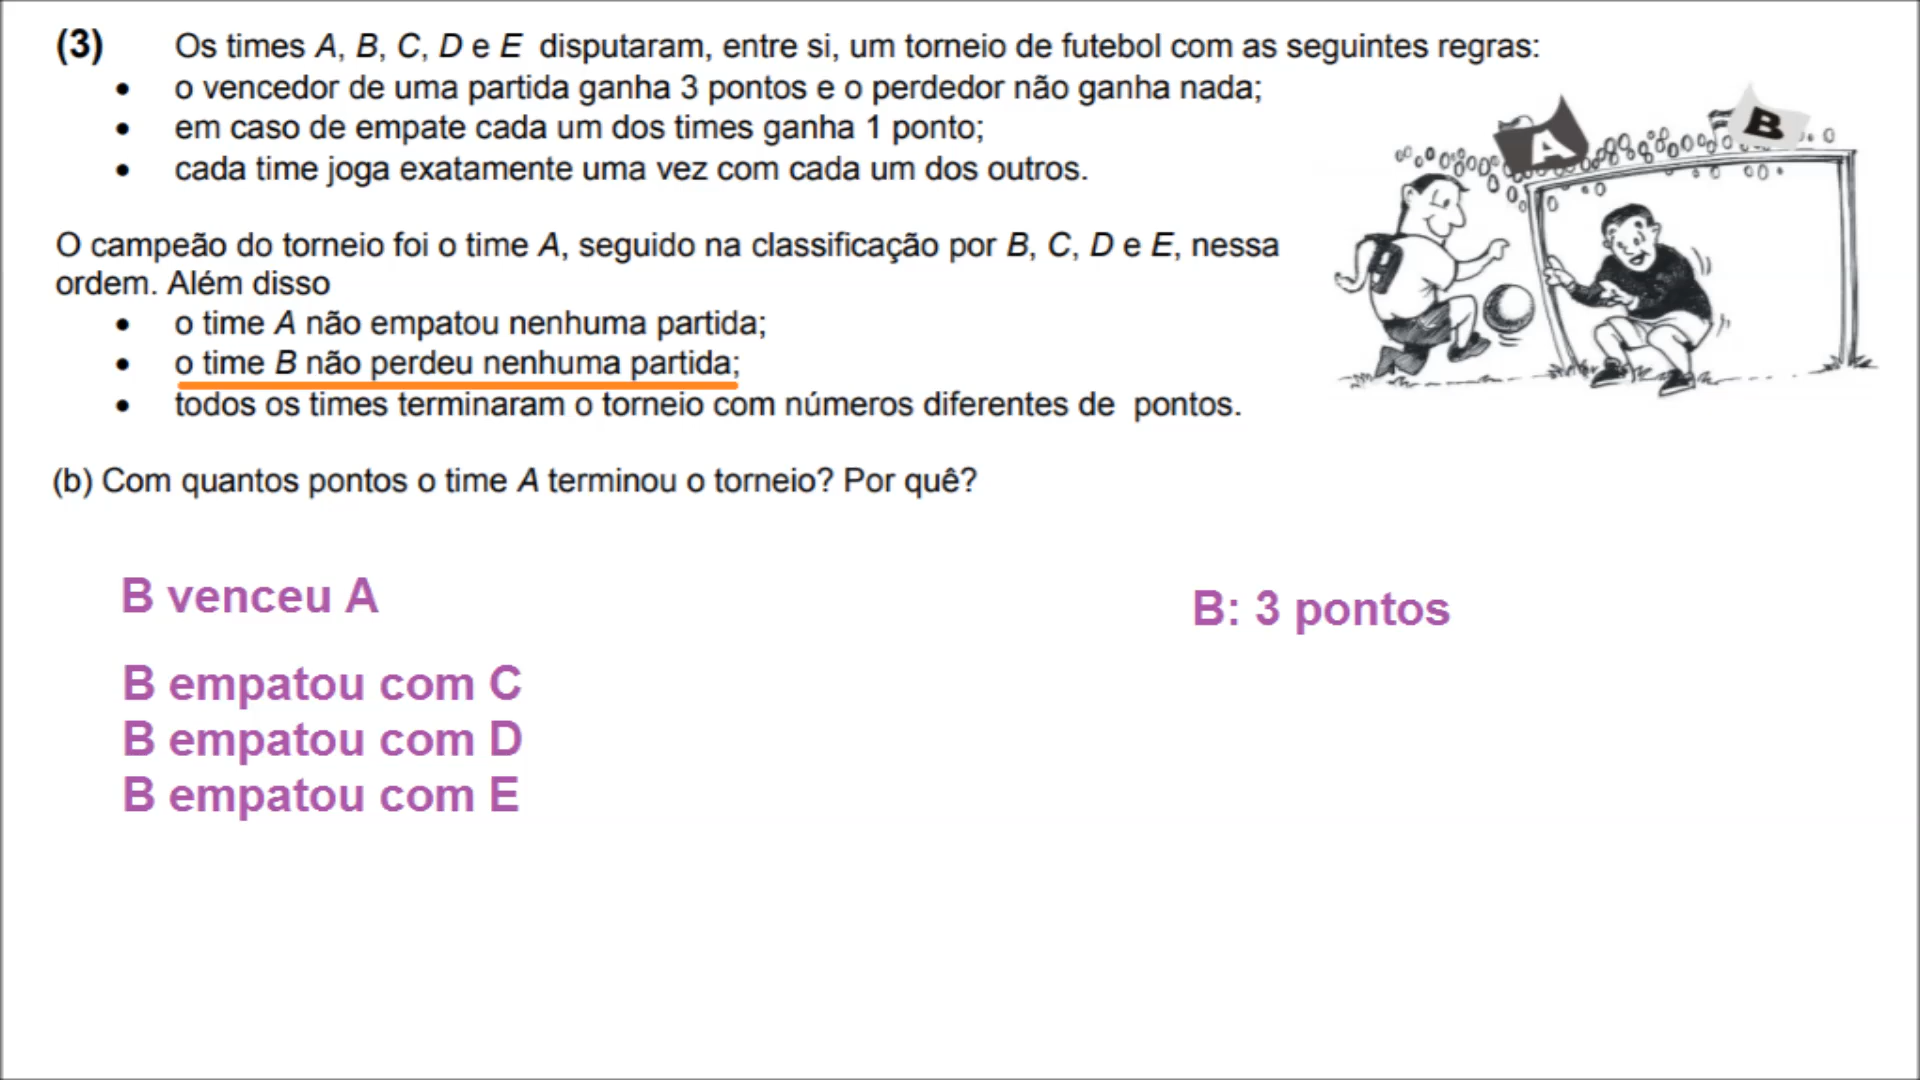 (3) Os times A, B, C, D e E disputaram, entre si, um torneio de futebol com as seguintes regras:
• o vencedor de uma partida ganha 3 pontos e o perdedor não ganha nada;
• em caso de empate cada um dos times ganha 1 ponto;
• cada time joga exatamente uma vez com cada um dos outros.
A
B
O campeão do torneio foi o time A, seguido na classificação por B, C, D e E, nessa
ordem. Além disso
• o time A não empatou nenhuma partida;
• o time B não perdeu nenhuma partida;
• todos os times terminaram o torneio com números diferentes de pontos.
(b) Com quantos pontos o time A terminou o torneio? Por quê?
B venceu A
B: 3 pontos
B empatou com C
B empatou com D
B empatou com E